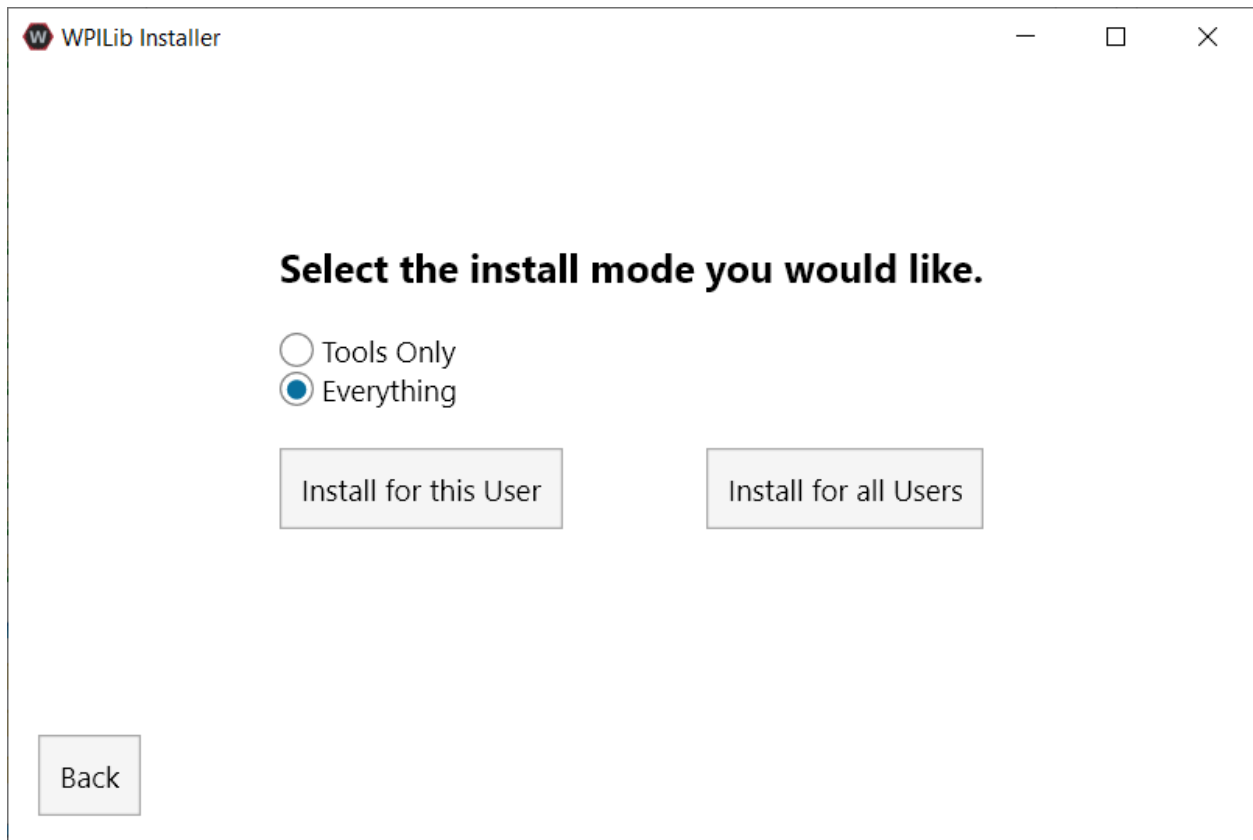 WPILib Installer
Select the install mode you would like.
Tools Only
Everything
Install for this User
Install for all Users
Back